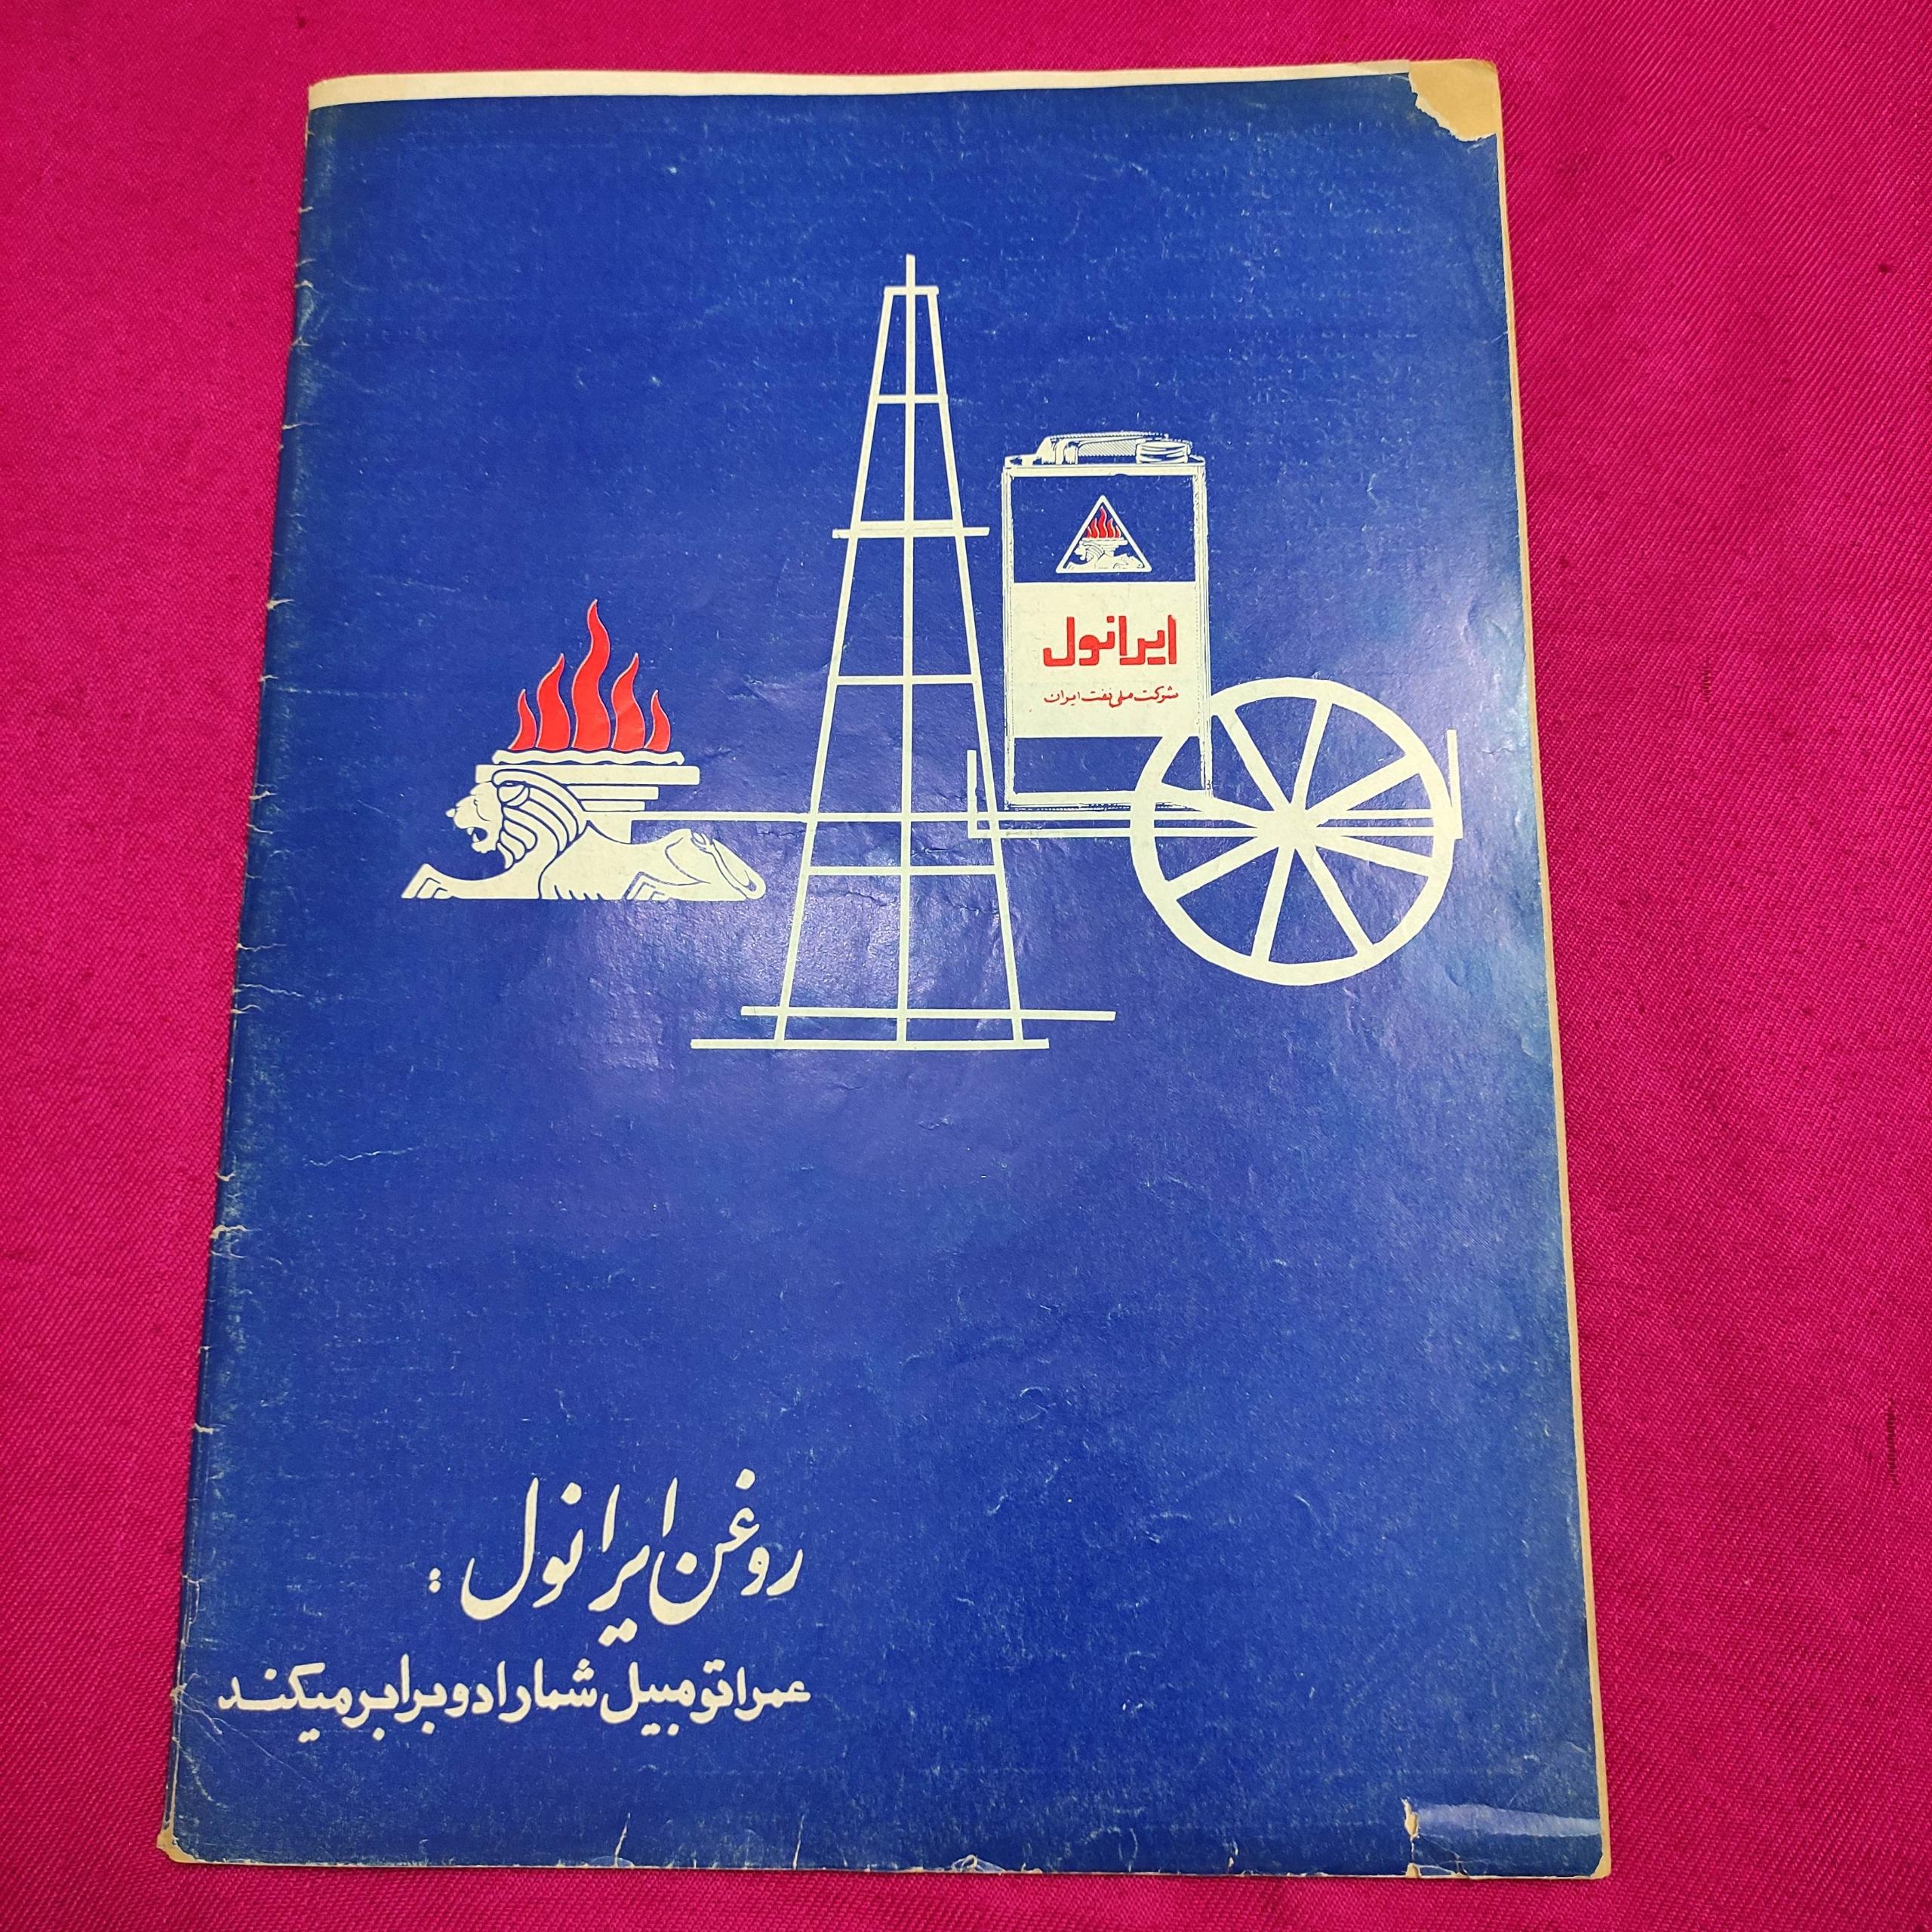 ایرانول
شرکت ملی نفت ایران
روغن ایرانول :
عمر اتومبیل شما را دو برابر میکند